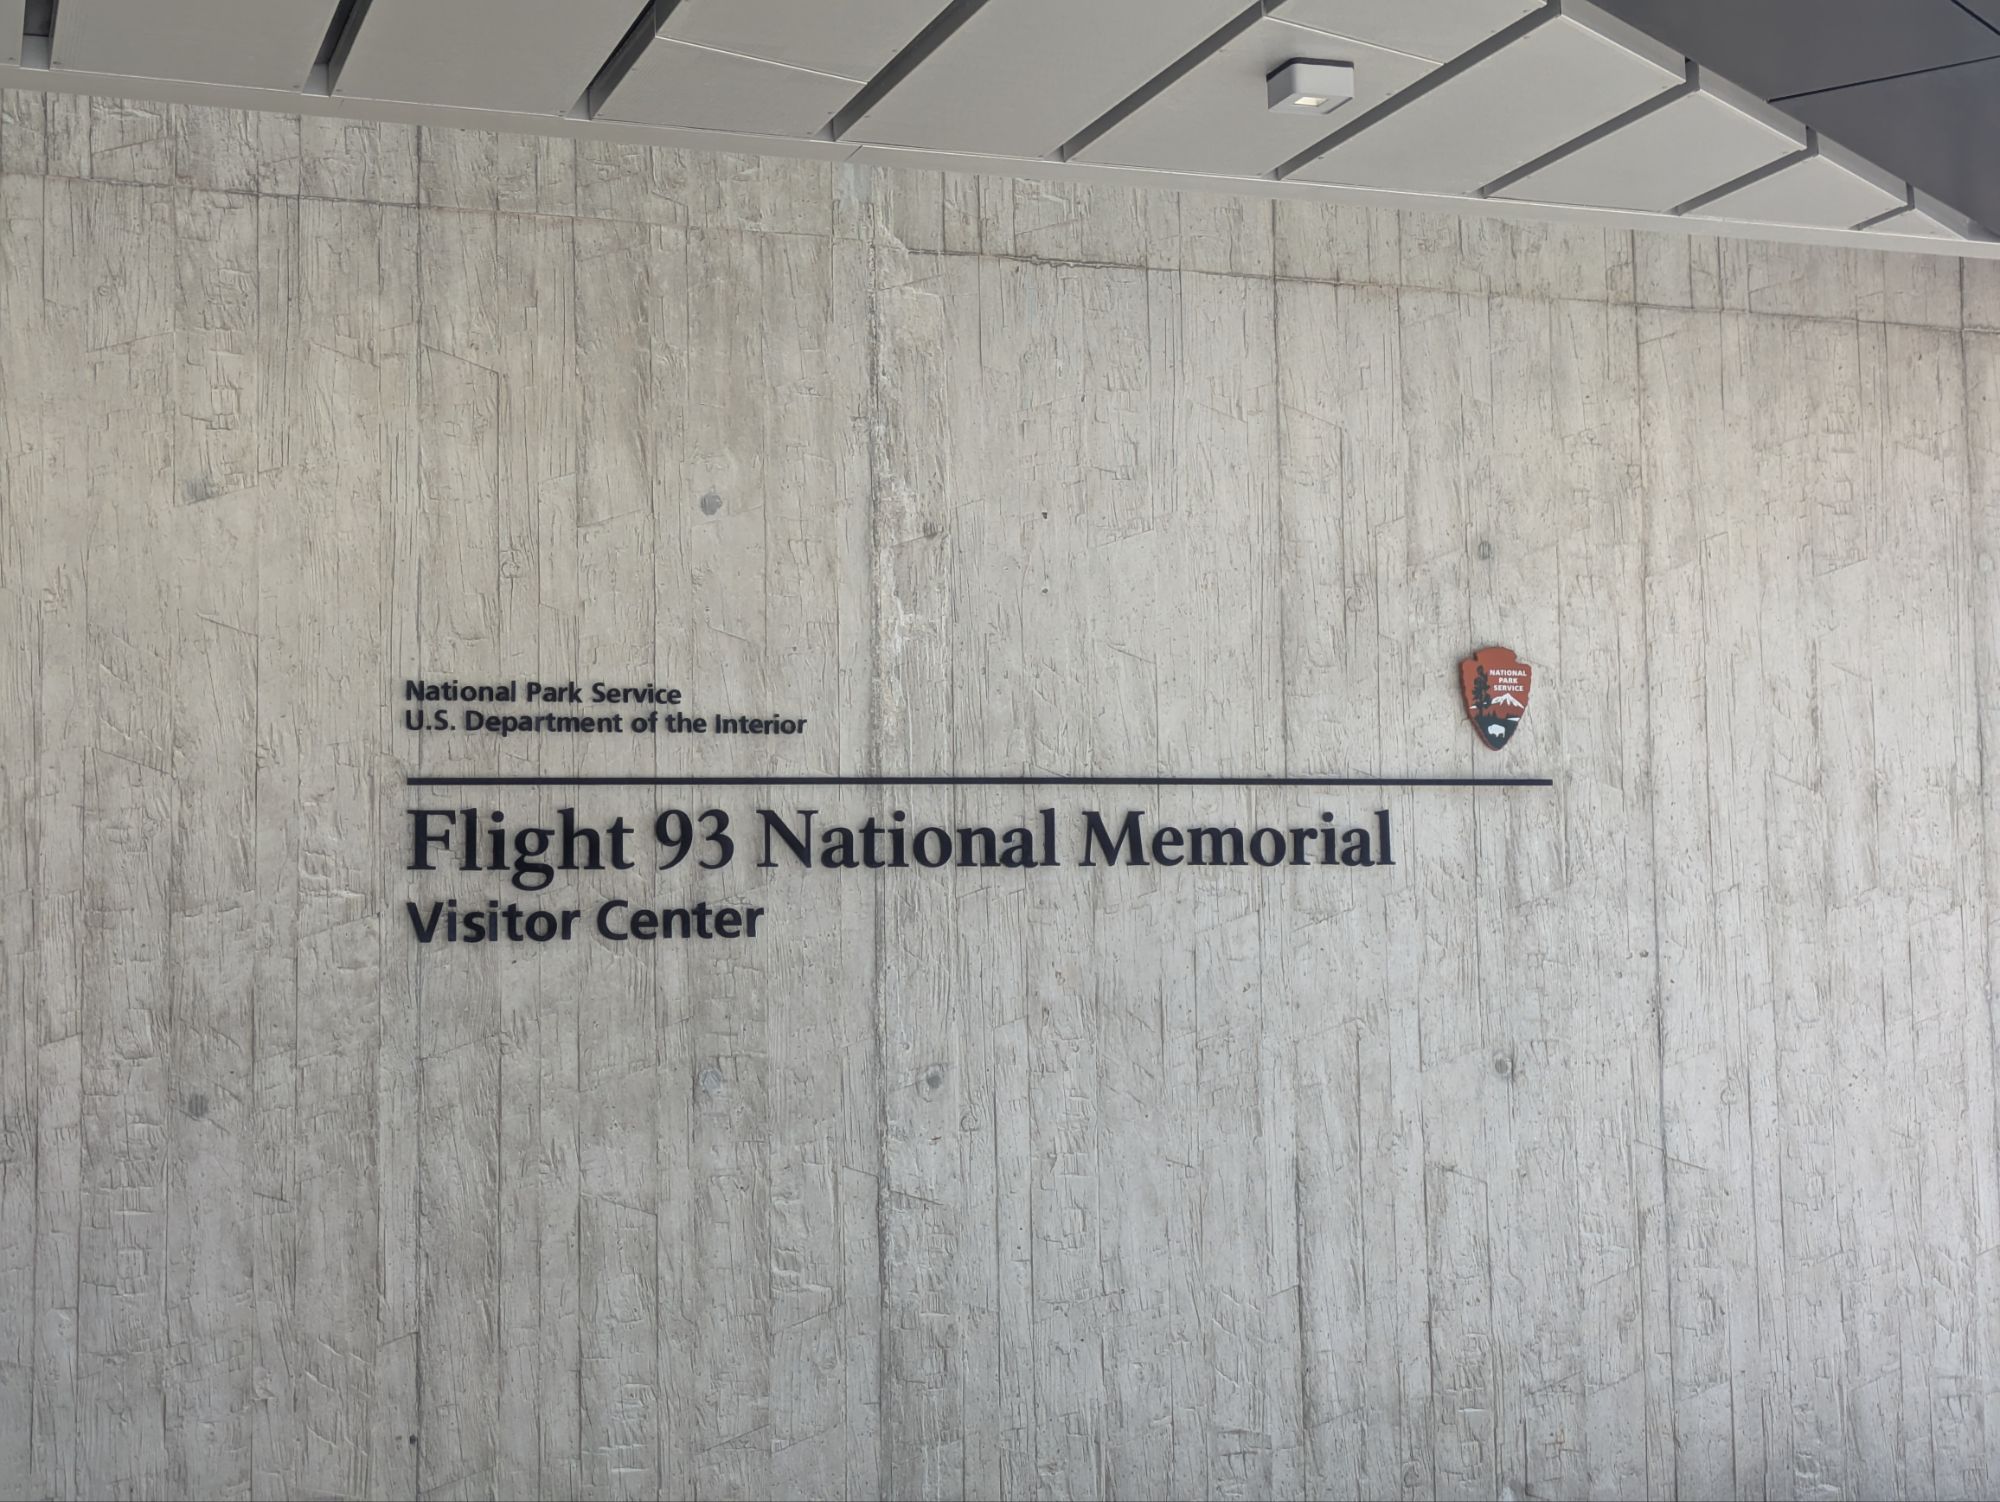 National Park Service
U.S. Department of the Interior
NATIONAL
PARK
SERVICE
Flight 93 National Memorial
Visitor Center